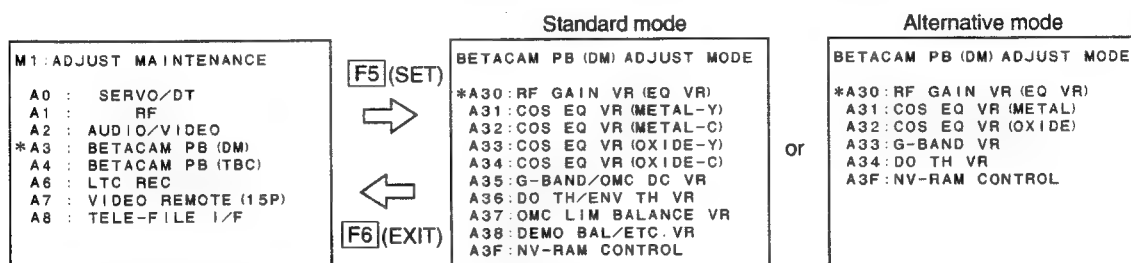 M1:ADJUST MAINTENANCE
A0 : SERVO/DT
A1 : RF
A2 : AUDIO/VIDEO
*A3 : BETACAM PB (DM)
A4 : BETACAM PB (TBC)
A6 : LTC REC
A7 : VIDEO REMOTE (15P)
A8 : TELE-FILE I/F
F5 (SET)
F6 (EXIT)
Standard mode
BETACAM PB (DM) ADJUST MODE
*A30:RF GAIN VR (EQ VR)
A31:COS EQ VR (METAL-Y)
A32:COS EQ VR (METAL-C)
A33:COS EQ VR (OXIDE-Y)
A34:COS EQ VR (OXIDE-C)
A35:G-BAND/OMC DC VR
A36:DO TH/ENV TH VR
A37:OMC LIM BALANCE VR
A38:DEMO BAL/ETC.VR
A3F:NV-RAM CONTROL
or
Alternative mode
BETACAM PB (DM) ADJUST MODE
*A30:RF GAIN VR (EQ VR)
A31:COS EQ VR (METAL)
A32:COS EQ VR (OXIDE)
A33:G-BAND VR
A34:DO TH VR
A3F:NV-RAM CONTROL